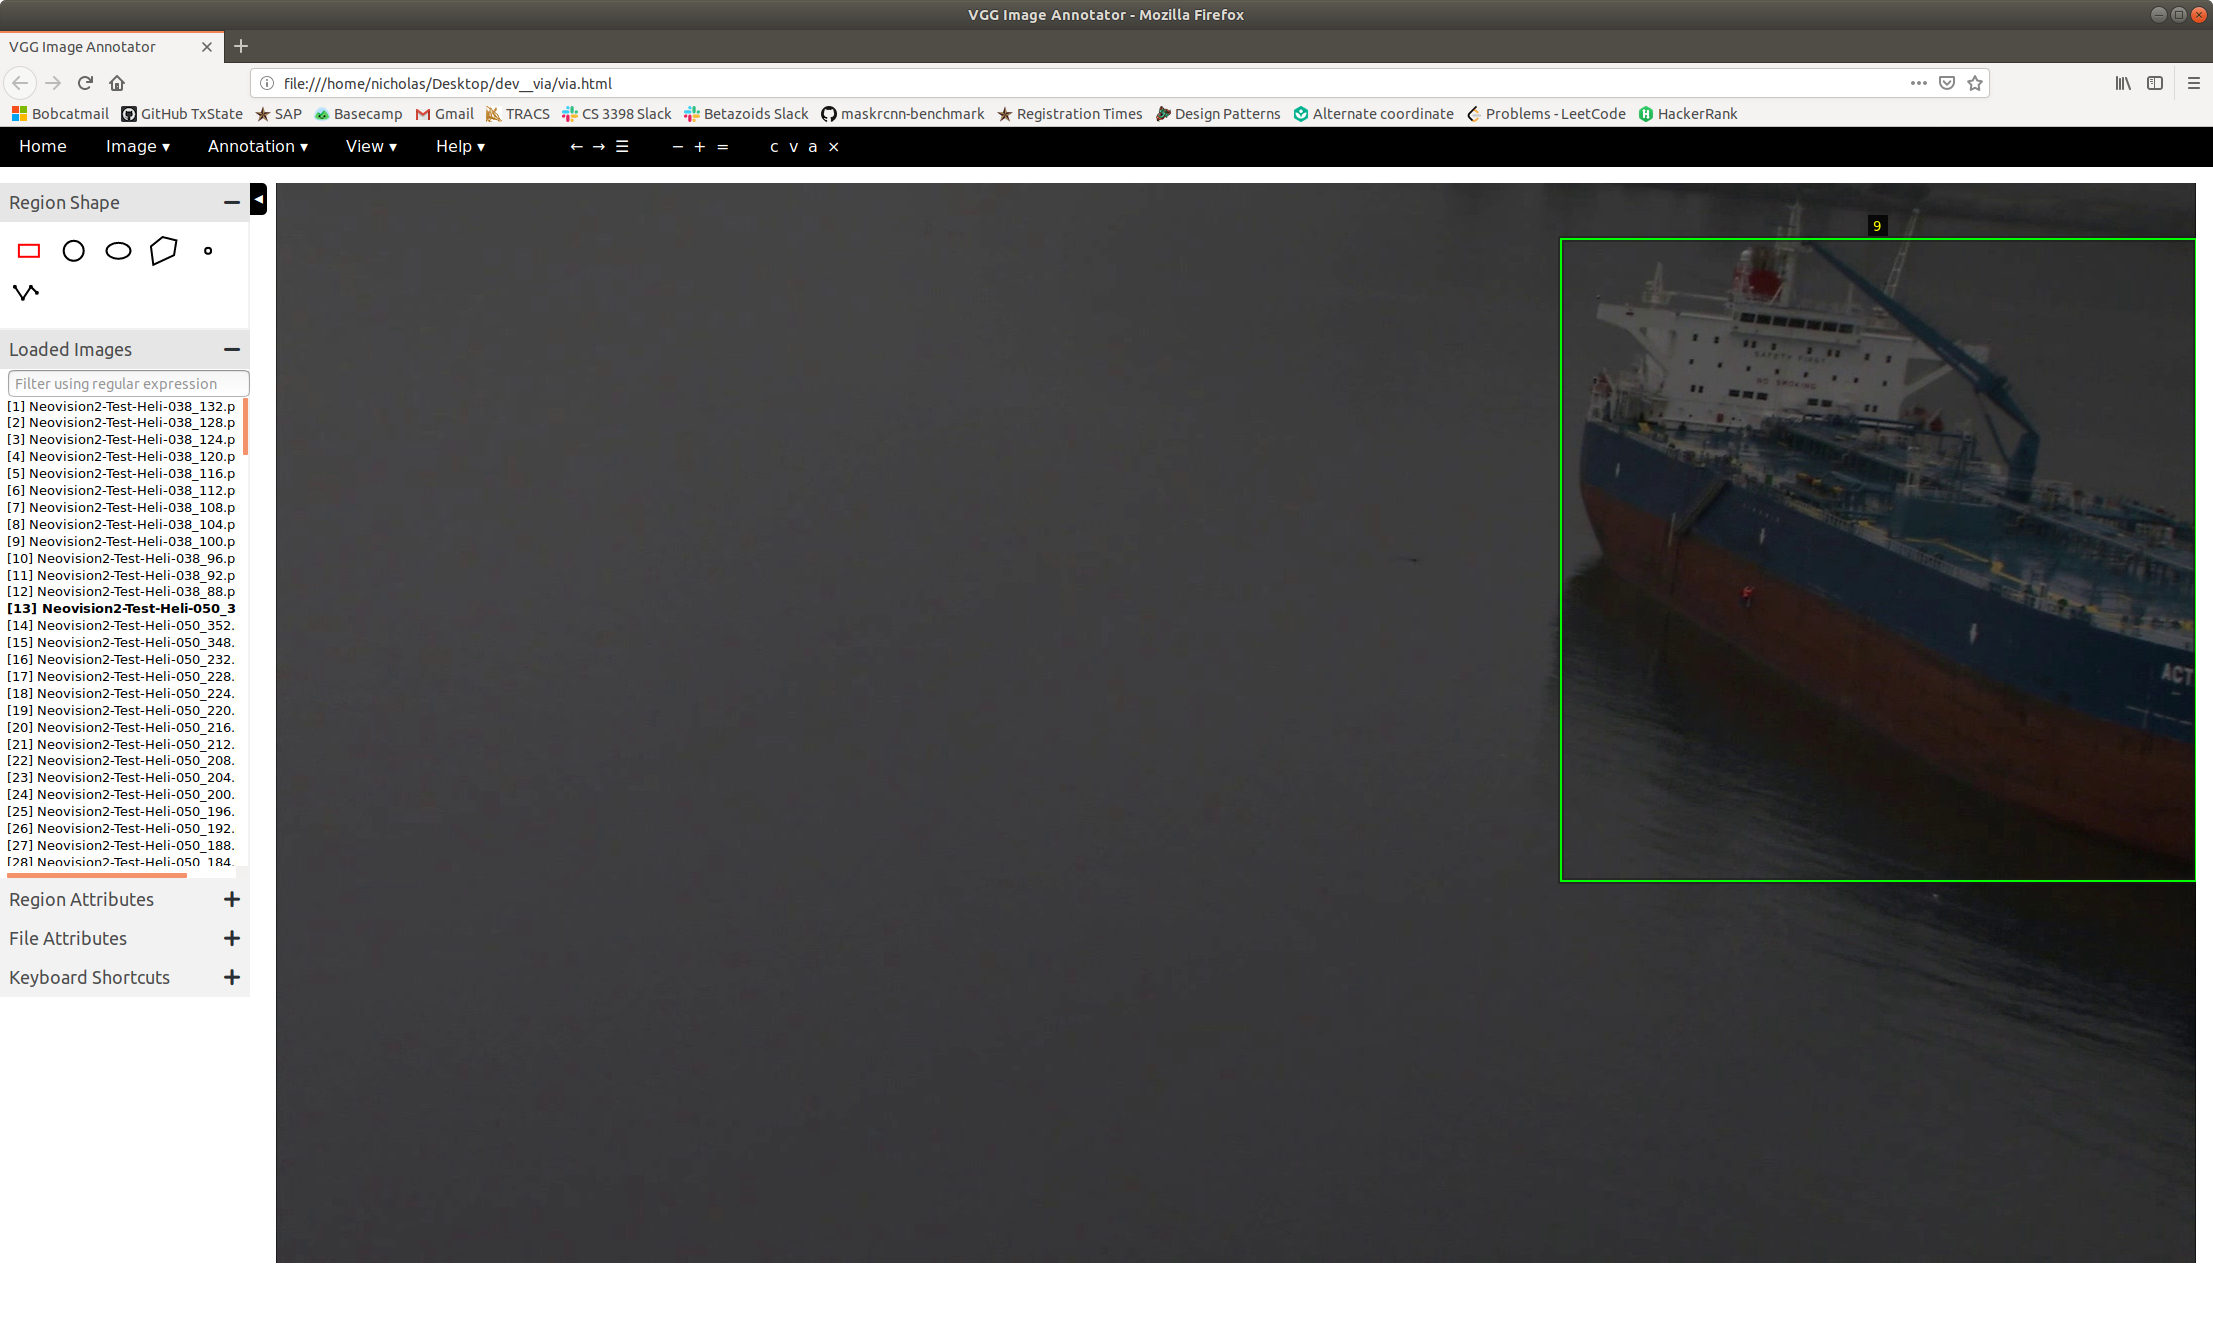 VGG Image Annotator - Mozilla Firefox
VGG Image Annotator
file:///home/nicholas/Desktop/dev__via/via.html
Bobcatmail GitHub TxState SAP Basecamp Gmail TRACS CS 3398 Slack Betazoids Slack maskrcnn-benchmark Registration Times Design Patterns Alternate coordinate Problems - LeetCode HackerRank
Home Image ▾ Annotation ▾ View ▾ Help ▾ ← → ☰ − + = c v a ×
Region Shape
Loaded Images
Filter using regular expression
[1] Neovision2-Test-Heli-038_132.p
[2] Neovision2-Test-Heli-038_128.p
[3] Neovision2-Test-Heli-038_124.p
[4] Neovision2-Test-Heli-038_120.p
[5] Neovision2-Test-Heli-038_116.p
[6] Neovision2-Test-Heli-038_112.p
[7] Neovision2-Test-Heli-038_108.p
[8] Neovision2-Test-Heli-038_104.p
[9] Neovision2-Test-Heli-038_100.p
[10] Neovision2-Test-Heli-038_96.p
[11] Neovision2-Test-Heli-038_92.p
[12] Neovision2-Test-Heli-038_88.p
[13] Neovision2-Test-Heli-050_3
[14] Neovision2-Test-Heli-050_352.
[15] Neovision2-Test-Heli-050_348.
[16] Neovision2-Test-Heli-050_232.
[17] Neovision2-Test-Heli-050_228.
[18] Neovision2-Test-Heli-050_224.
[19] Neovision2-Test-Heli-050_220.
[20] Neovision2-Test-Heli-050_216.
[21] Neovision2-Test-Heli-050_212.
[22] Neovision2-Test-Heli-050_208.
[23] Neovision2-Test-Heli-050_204.
[24] Neovision2-Test-Heli-050_200.
[25] Neovision2-Test-Heli-050_196.
[26] Neovision2-Test-Heli-050_192.
[27] Neovision2-Test-Heli-050_188.
[28] Neovision2-Test-Heli-050_184.
Region Attributes
File Attributes
Keyboard Shortcuts
9
SAFETY FIRST
NO SMOKING
ACT